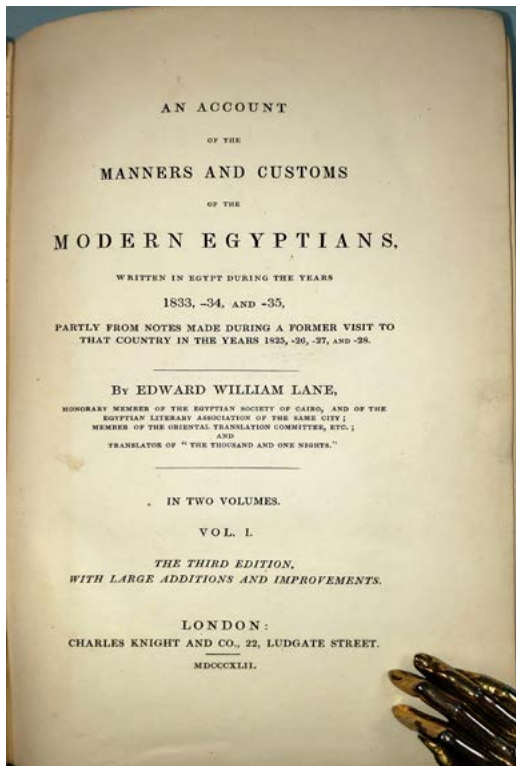 AN ACCOUNT
OF THE
MANNERS AND CUSTOMS
OF THE
MODERN EGYPTIANS,
WRITTEN IN EGYPT DURING THE YEARS
1833, -34, AND -35,
PARTLY FROM NOTES MADE DURING A FORMER VISIT TO
THAT COUNTRY IN THE YEARS 1825, -26, -27, AND -28.
BY EDWARD WILLIAM LANE,
HONORARY MEMBER OF THE EGYPTIAN SOCIETY OF CAIRO, AND OF THE
EGYPTIAN LITERARY ASSOCIATION OF THE SAME CITY;
MEMBER OF THE ORIENTAL TRANSLATION COMMITTEE, ETC.;
AND
TRANSLATOR OF "THE THOUSAND AND ONE NIGHTS."
IN TWO VOLUMES.
VOL. I.
THE THIRD EDITION,
WITH LARGE ADDITIONS AND IMPROVEMENTS.
LONDON:
CHARLES KNIGHT AND CO., 22, LUDGATE STREET.
MDCCCXLII.